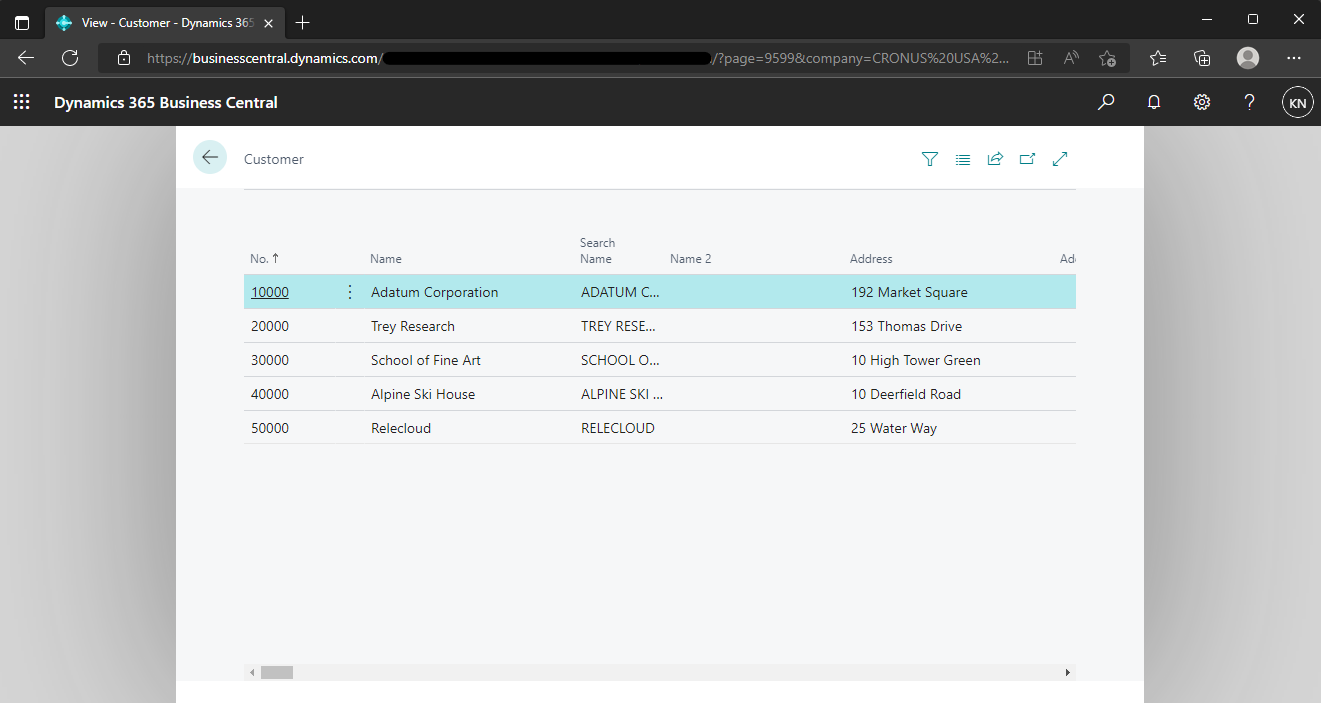 View - Customer - Dynamics 365
https://businesscentral.dynamics.com/ /?page=9599&company=CRONUS%20USA%2...
Dynamics 365 Business Central
KN
Customer
No. ↑ Name Search Name Name 2 Address Ad
10000 Adatum Corporation ADATUM C... 192 Market Square
20000 Trey Research TREY RESE... 153 Thomas Drive
30000 School of Fine Art SCHOOL O... 10 High Tower Green
40000 Alpine Ski House ALPINE SKI ... 10 Deerfield Road
50000 Relecloud RELECLOUD 25 Water Way